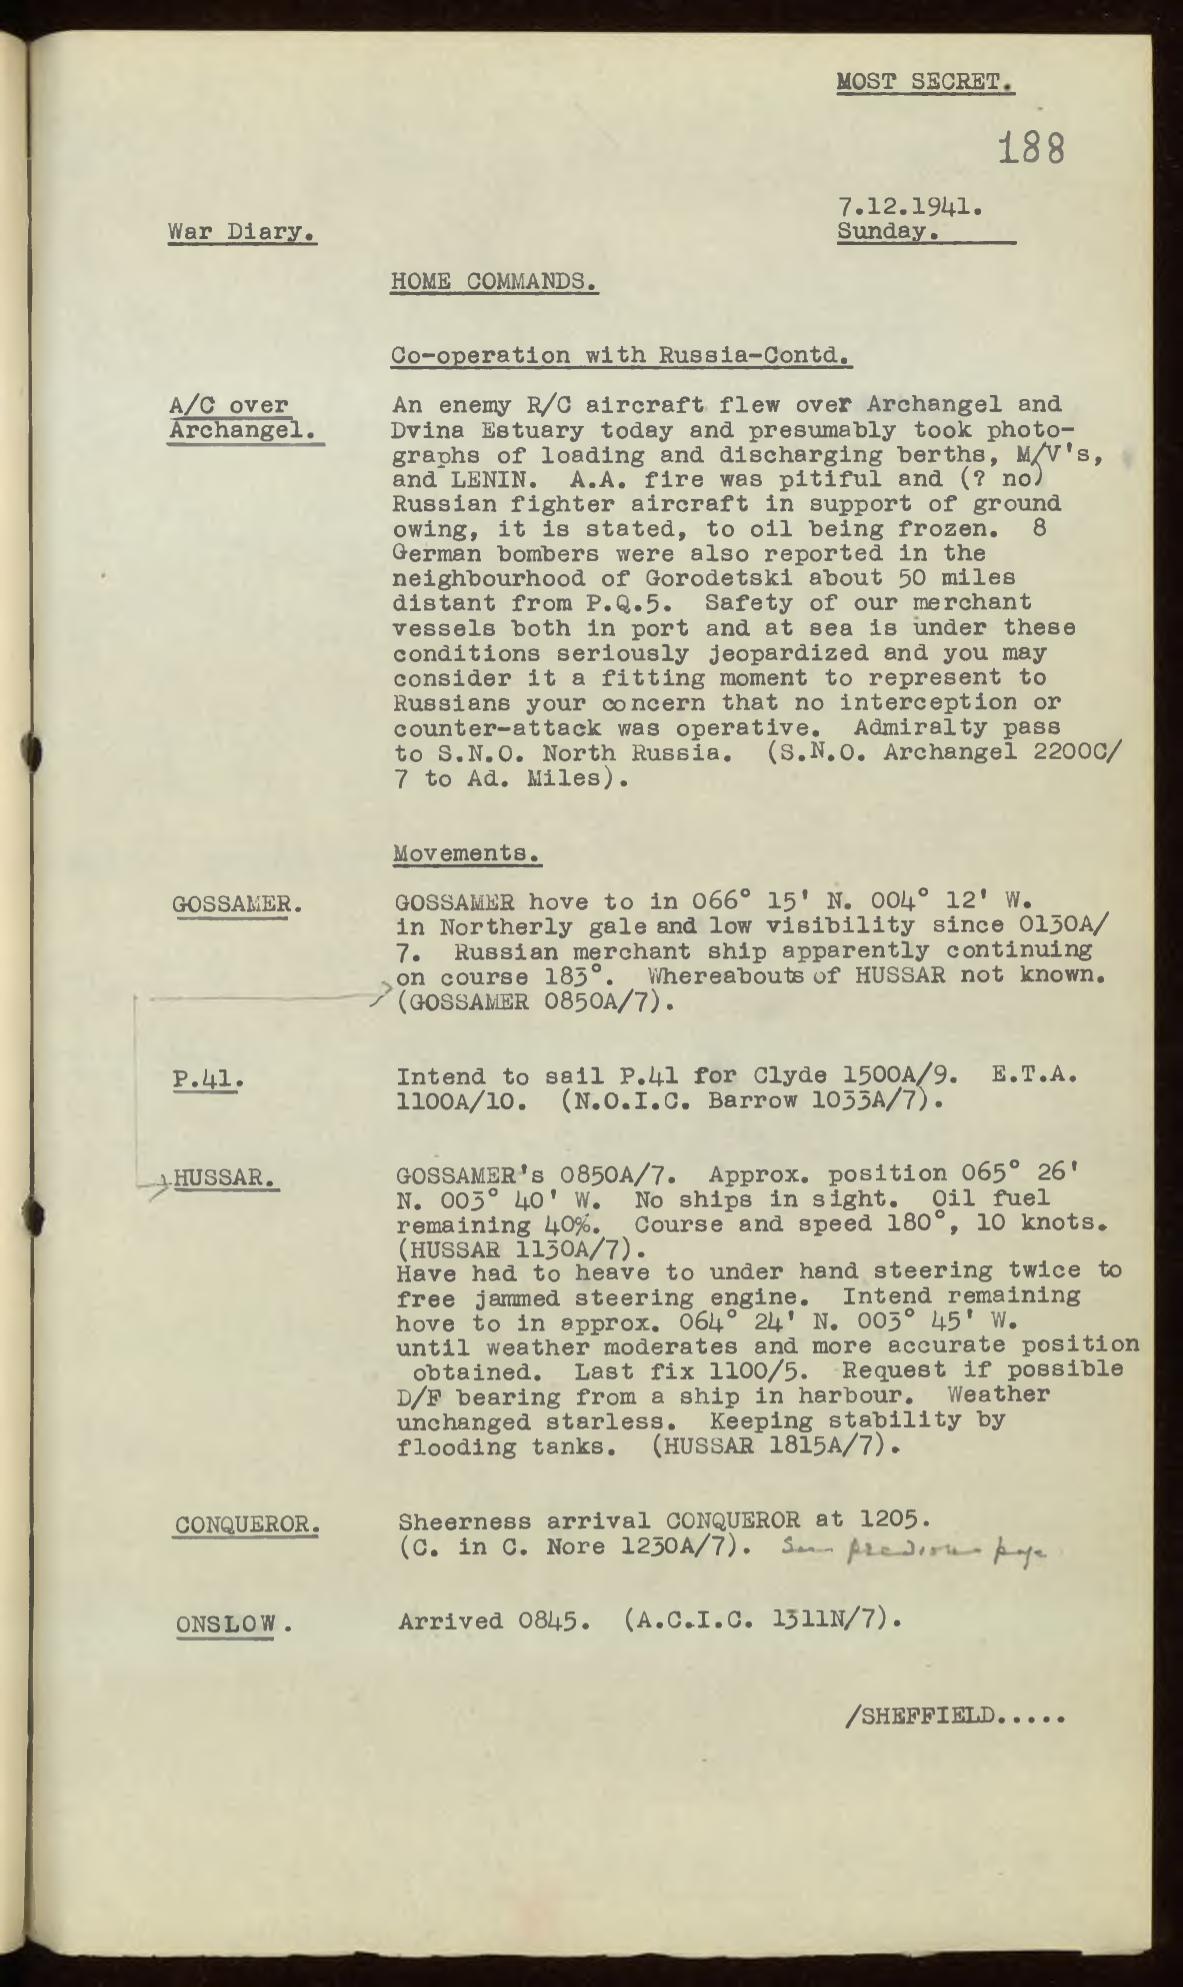 MOST SECRET.
188
7.12.1941.
War Diary.
Sunday.
HOME COMMANDS.
Co-operation with Russia-Contd.
A/C over
Archangel.
An enemy R/C aircraft flew over Archangel and
Dvina Estuary today and presumably took photo-
graphs of loading and discharging berths, M/V's,
and LENIN. A.A. fire was pitiful and (? no)
Russian fighter aircraft in support of ground
owing, it is stated, to oil being frozen. 8
German bombers were also reported in the
neighbourhood of Gorodetski about 50 miles
distant from P.Q.5. Safety of our merchant
vessels both in port and at sea is under these
conditions seriously jeopardized and you may
consider it a fitting moment to represent to
Russians your concern that no interception or
counter-attack was operative. Admiralty pass
to S.N.O. North Russia. (S.N.O. Archangel 2200C/
7 to Ad. Miles).
Movements.
GOSSAMER.
GOSSAMER hove to in 066° 15' N. 004° 12' W.
in Northerly gale and low visibility since 0130A/
7. Russian merchant ship apparently continuing
on course 183°. Whereabouts of HUSSAR not known.
(GOSSAMER 0850A/7).
P.41.
Intend to sail P.41 for Clyde 1500A/9. E.T.A.
1100A/10. (N.O.I.C. Barrow 1033A/7).
HUSSAR.
GOSSAMER's 0850A/7. Approx. position 065° 26'
N. 003° 40' W. No ships in sight. Oil fuel
remaining 40%. Course and speed 180°, 10 knots.
(HUSSAR 1130A/7).
Have had to heave to under hand steering twice to
free jammed steering engine. Intend remaining
hove to in approx. 064° 24' N. 003° 45' W.
until weather moderates and more accurate position
obtained. Last fix 1100/5. Request if possible
D/F bearing from a ship in harbour. Weather
unchanged starless. Keeping stability by
flooding tanks. (HUSSAR 1815A/7).
CONQUEROR.
Sheerness arrival CONQUEROR at 1205.
(C. in C. Nore 1230A/7). See previous page
ONSLOW.
Arrived 0845. (A.C.I.C. 1311N/7).
/SHEFFIELD.....